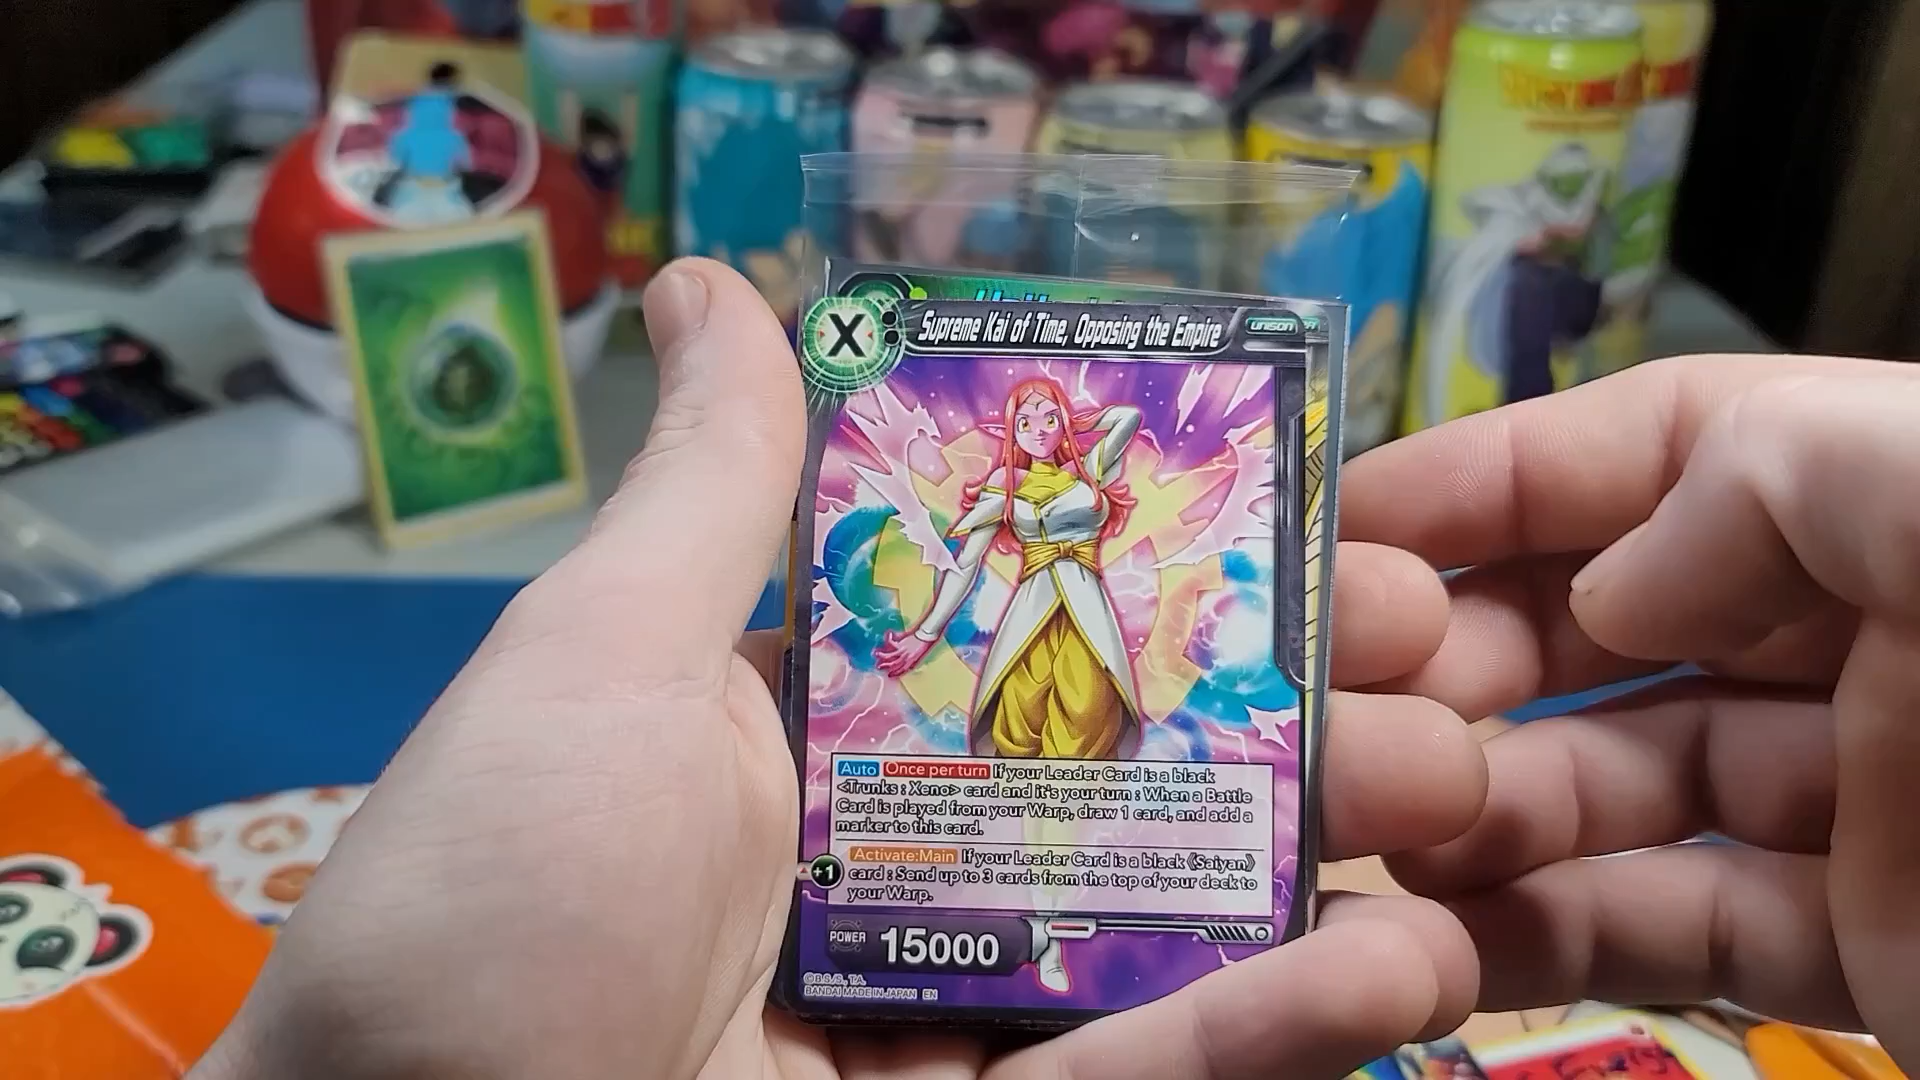 X
Supreme Kai of Time, Opposing the Empire
unison
Auto Once per turn If your Leader Card is a black
<Trunks : Xeno> card and it's your turn : When a Battle
Card is played from your Warp, draw 1 card, and add a
marker to this card.
+1
Activate:Main If your Leader Card is a black 《Saiyan》
card : Send up to 3 cards from the top of your deck to
your Warp.
POWER 15000
©B.S./S., T.A.
BANDAI MADE IN JAPAN EN